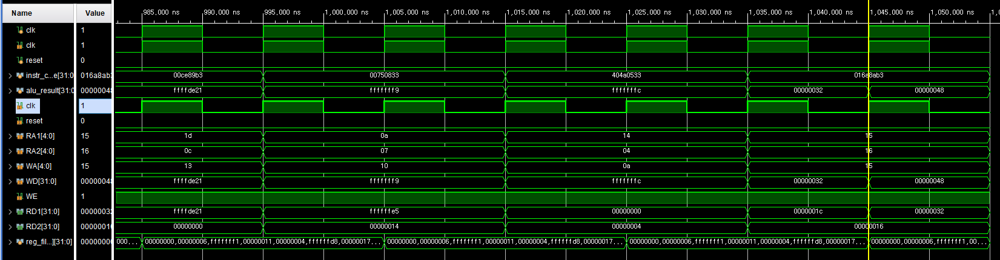 Name Value 985,000 ns 990,000 ns 995,000 ns 1,000,000 ns 1,005,000 ns 1,010,000 ns 1,015,000 ns 1,020,000 ns 1,025,000 ns 1,030,000 ns 1,035,000 ns 1,040,000 ns 1,045,000 ns 1,050,000 ns 1,0
clk 1
clk 1
reset 0
instr_c...e[31:0 016a8ab3 00ce89b3 00750833 404a0533 016a8ab3
alu_result[31:0 00000048 ffffde21 fffffff9 fffffffc 00000032 00000048
clk 1
reset 0
RA1[4:0] 15 1d 0a 14 15
RA2[4:0] 16 0c 07 04 16
WA[4:0] 15 13 10 0a 15
WD[31:0] 00000048 ffffde21 fffffff9 fffffffc 00000032 00000048
WE 1
RD1[31:0] 00000032 ffffde21 ffffffe5 00000000 0000001c 00000032
RD2[31:0] 0000001 00000000 00000014 00000004 00000016
reg_fil...][31:0] 0000000 000... 00000000,00000006,fffffff1,00000011,00000004,ffffffd8,00000017... 00000000,00000006,fffffff1,00000011,00000004,ffffffd8,00000017... 00000000,00000006,fffffff1,00000011,00000004,ffffffd8,00000017... 00000000,00000006,fffffff1,00...